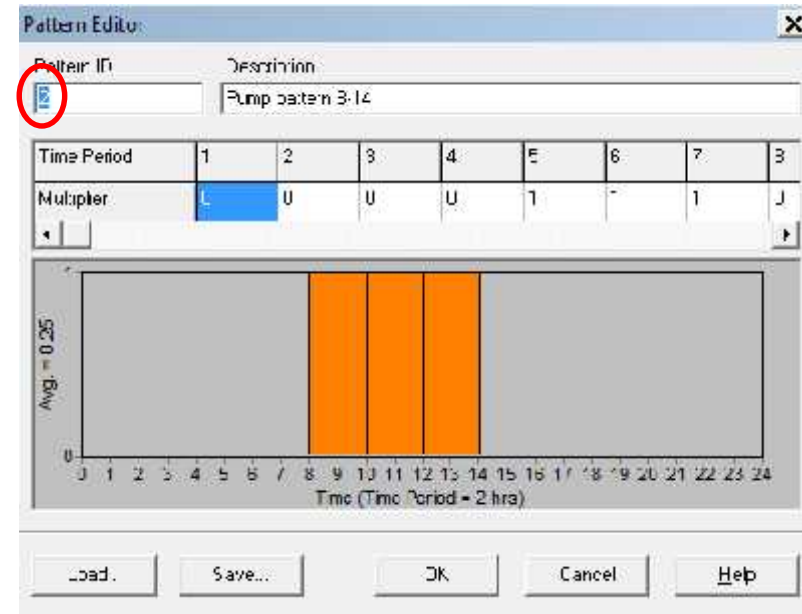 Pattern Editor
Pattern ID Description
2 Pump pattern 8-14
Time Period 1 2 3 4 5 6 7 8
Multiplier 0 0 0 0 1 1 1 0
1
Avg. = 0.25
0
0 1 2 3 4 5 6 7 8 9 10 11 12 13 14 15 16 17 18 19 20 21 22 23 24
Time (Time Period = 2 hrs)
Load... Save... OK Cancel Help